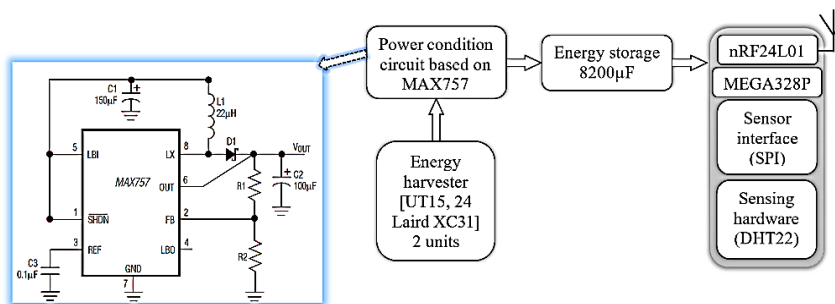 C1
150µF
L1
22µH
D1
VOUT
5
LBI
LX
8
MAX757
OUT
6
R1
C2
100µF
1
SHDN
FB
2
3
REF
LBO
4
R2
C3
0.1µF
GND
7
Power condition
circuit based on
MAX757
Energy storage
8200µF
Energy
harvester
[UT15, 24
Laird XC31]
2 units
nRF24L01
MEGA328P
Sensor
interface
(SPI)
Sensing
hardware
(DHT22)